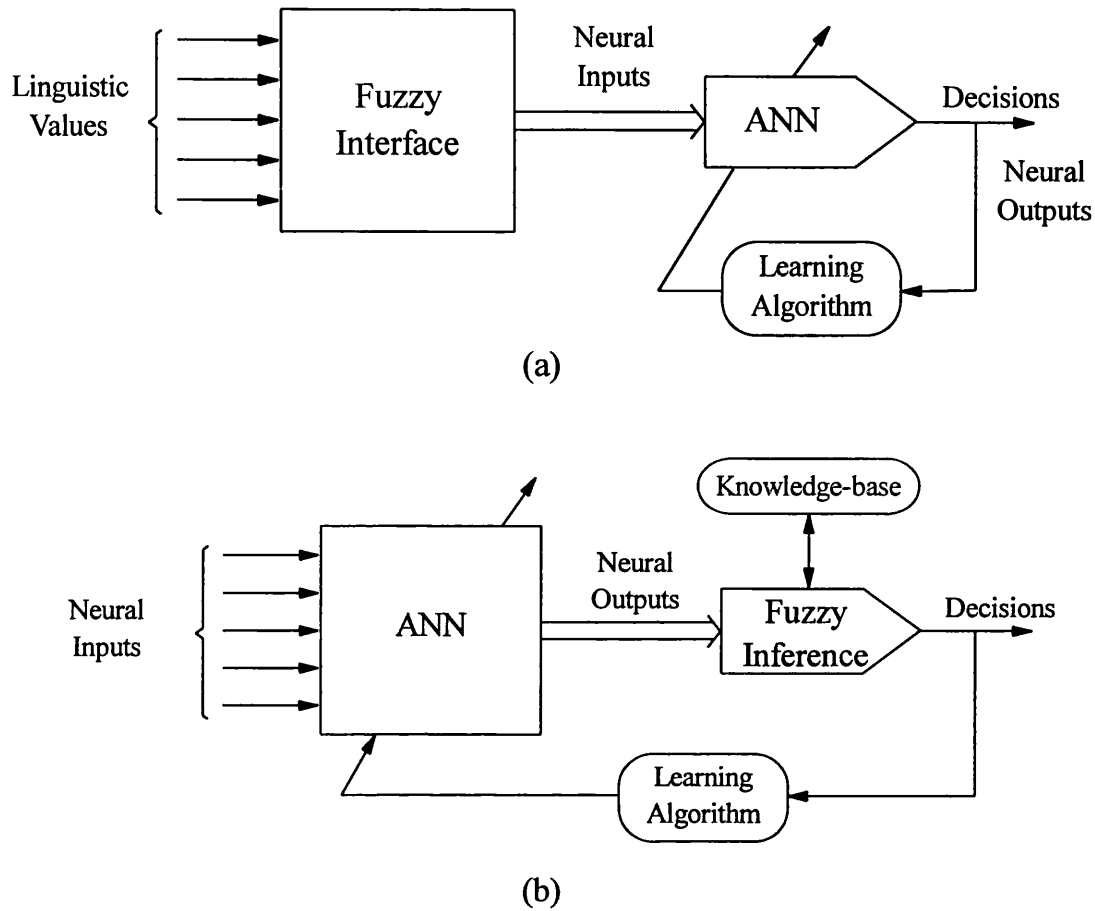 Linguistic
Values
Fuzzy
Interface
Neural
Inputs
ANN
Decisions
Neural
Outputs
Learning
Algorithm
(a)
Neural
Inputs
ANN
Neural
Outputs
Knowledge-base
Fuzzy
Inference
Decisions
Learning
Algorithm
(b)